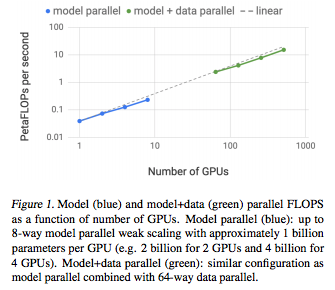 ● model parallel ● model + data parallel - - - linear
PetaFLOPs per second
100
10
1
0.1
0.01
1
10
100
1000
Number of GPUs
Figure 1. Model (blue) and model+data (green) parallel FLOPS
as a function of number of GPUs. Model parallel (blue): up to
8-way model parallel weak scaling with approximately 1 billion
parameters per GPU (e.g. 2 billion for 2 GPUs and 4 billion for
4 GPUs). Model+data parallel (green): similar configuration as
model parallel combined with 64-way data parallel.